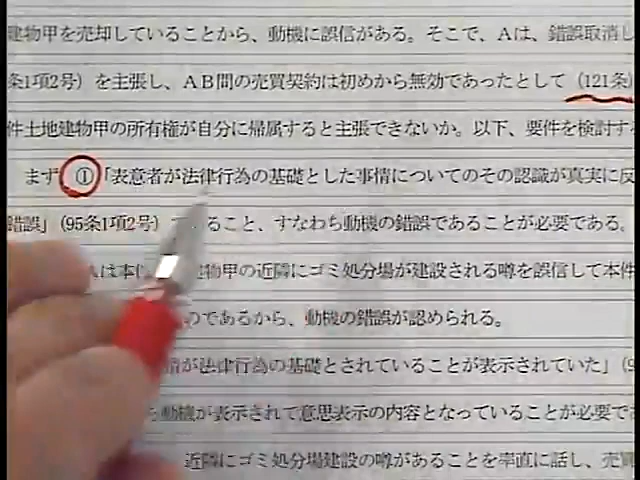 建物甲を売却していることから、動機に誤信がある。そこで、Aは、錯誤取消し
条1項2号）を主張し、AB間の売買契約は初めから無効であったとして（121条）
件土地建物甲の所有権が自分に帰属すると主張できないか。以下、要件を検討す
まず①「表意者が法律行為の基礎とした事情についてのその認識が真実に反
錯誤」（95条1項2号）であること、すなわち動機の錯誤であることが必要である。
Aは本 建物甲の近隣にゴミ処分場が建設される噂を誤信して本件
のであるから、動機の錯誤が認められる。
情が法律行為の基礎とされていることが表示されていた」（9
動機が表示されて意思表示の内容となっていることが必要で
近隣にゴミ処分場建設の噂があることを率直に話し、売買